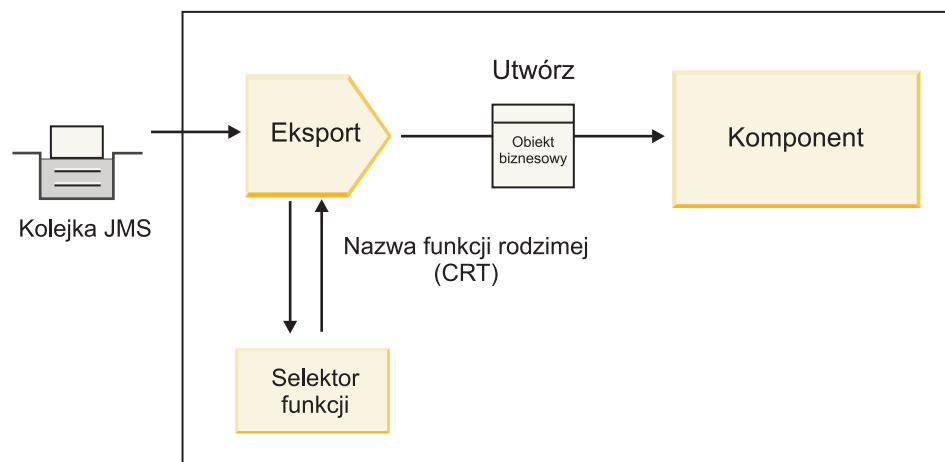 Utwórz
Eksport
Obiekt
biznesowy
Komponent
Kolejka JMS
Nazwa funkcji rodzimej
(CRT)
Selektor
funkcji